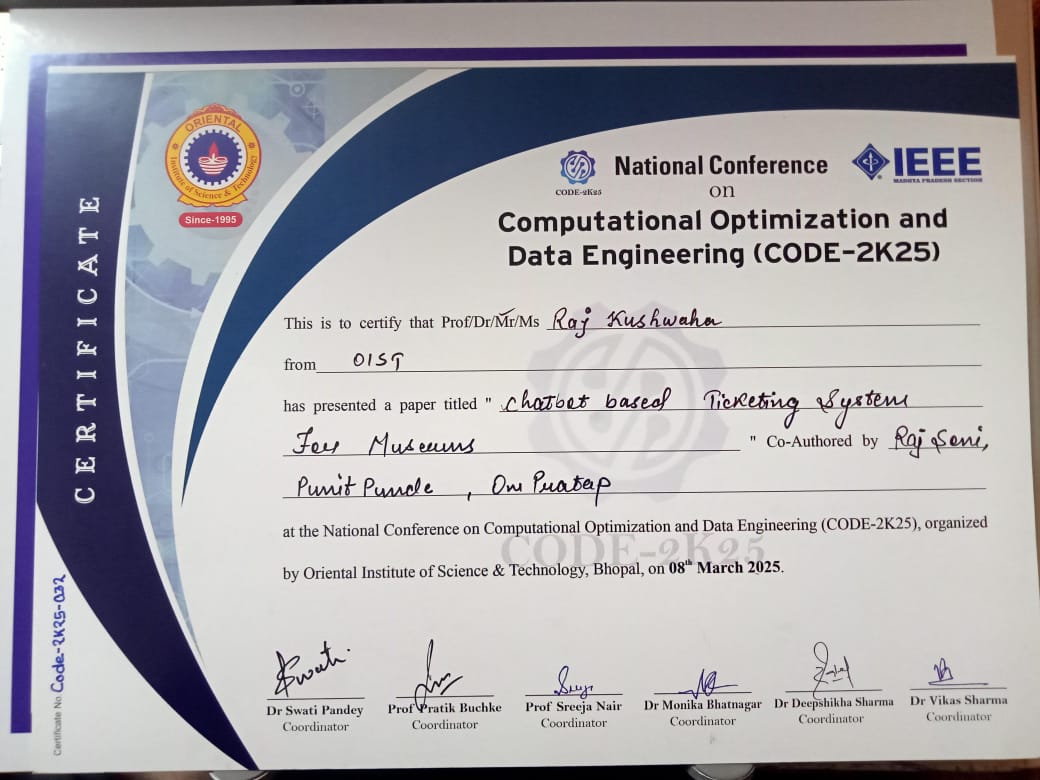 ORIENTAL
Institute of Science & Technology
Since-1995
CERTIFICATE
CODE-2K25
National Conference
IEEE
MADHYA PRADESH SECTION
on
Computational Optimization and
Data Engineering (CODE-2K25)
This is to certify that Prof/Dr/Mr/Ms Raj Kushwaha
from OIST
has presented a paper titled " Chatbot based Ticketing System
For Museums " Co-Authored by Raj Soni,
Punit Punde , Om Pratap
at the National Conference on Computational Optimization and Data Engineering (CODE-2K25), organized
CODE-2K25
by Oriental Institute of Science & Technology, Bhopal, on 08th March 2025.
Certificate No. Code-2K25-032
Swati
Dr Swati Pandey
Coordinator
Prof Pratik Buchke
Coordinator
Prof Sreeja Nair
Coordinator
Dr Monika Bhatnagar
Coordinator
Dr Deepshikha Sharma
Coordinator
Dr Vikas Sharma
Coordinator